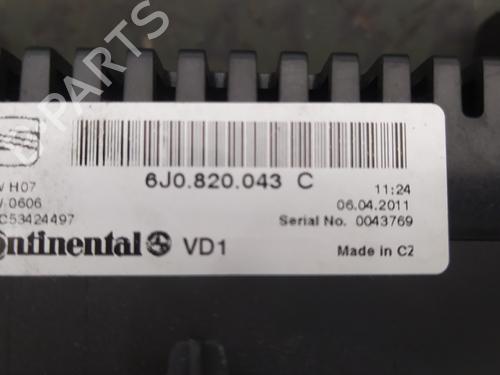 B-PARTS
6J0.820.043 C
H07
11:24
0606
06.04.2011
C53424497
Serial No. 0043769
ontinental VD1
Made in CZ